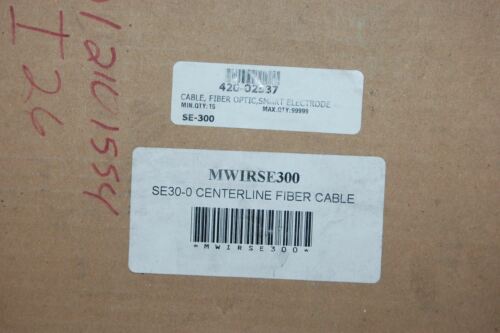 420-02537
CABLE, FIBER OPTIC,SMART ELECTRODE
MIN.QTY:15 MAX.QTY:99999
SE-300
MWIRSE300
SE30-0 CENTERLINE FIBER CABLE
*MWIRSE300*
I26